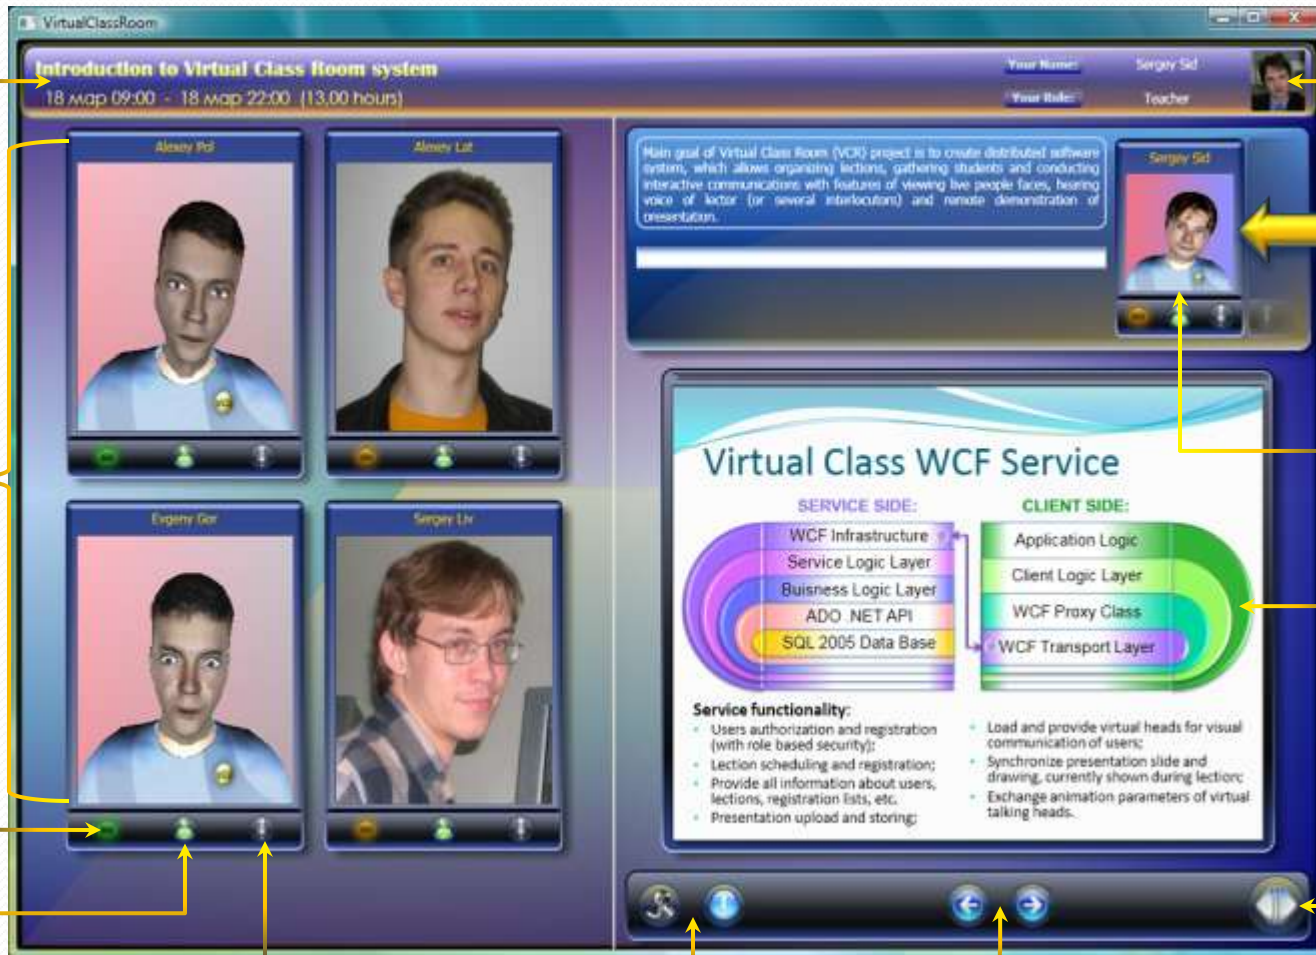 VirtualClassRoom
Introduction to Virtual Class Room system
18 мар 09:00 - 18 мар 22:00 (13,00 hours)
Your Name: Sergey Sid
Your Role: Teacher
Alexey Pol
Alexey Lat
Evgeny Gor
Sergey Liv
Main goal of Virtual Class Room (VCR) project is to create distributed software
system, which allows organizing lections, gathering students and conducting
interactive communications with features of viewing live people faces, hearing
voice of lector (or several interlocutors) and remote demonstration of
presentation.
Sergey Sid
Virtual Class WCF Service
SERVICE SIDE:
WCF Infrastructure
Service Logic Layer
Buisness Logic Layer
ADO .NET API
SQL 2005 Data Base
CLIENT SIDE:
Application Logic
Client Logic Layer
WCF Proxy Class
WCF Transport Layer
Service functionality:
• Users authorization and registration
(with role based security);
• Lection scheduling and registration;
• Provide all information about users,
lections, registration lists, etc.
• Presentation upload and storing;
• Load and provide virtual heads for visual
communication of users;
• Synchronize presentation slide and
drawing, currently shown during lection;
• Exchange animation parameters of virtual
talking heads.